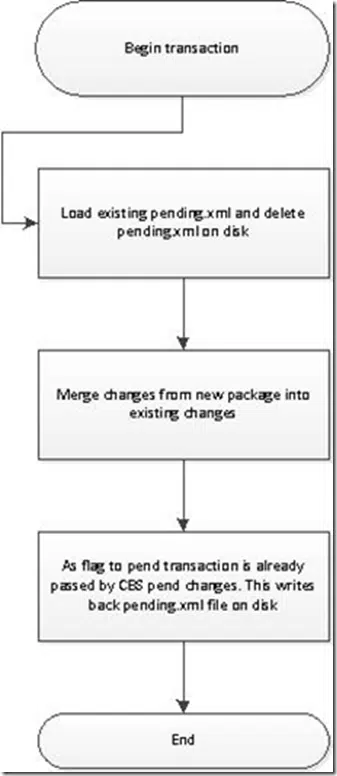 Begin transaction
Load existing pending.xml and delete
pending.xml on disk
Merge changes from new package into
existing changes
As flag to pend transaction is already
passed by CBS pend changes. This writes
back pending.xml file on disk
End